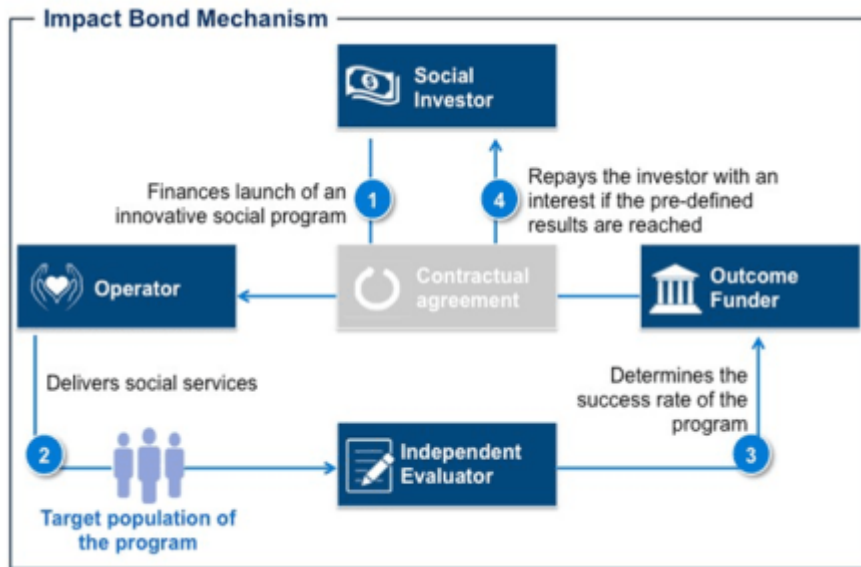 Impact Bond Mechanism
Social
Investor
Finances launch of an
innovative social program
1
4
Repays the investor with an
interest if the pre-defined
results are reached
Operator
Contractual
agreement
Outcome
Funder
Delivers social services
Determines the
success rate of the
program
2
Independent
Evaluator
3
Target population of
the program